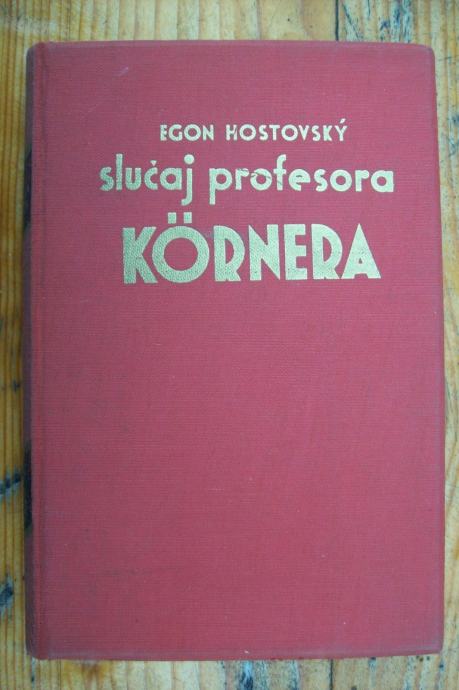 EGON HOSTOVSKÝ
slučaj profesora
KÖRNERA